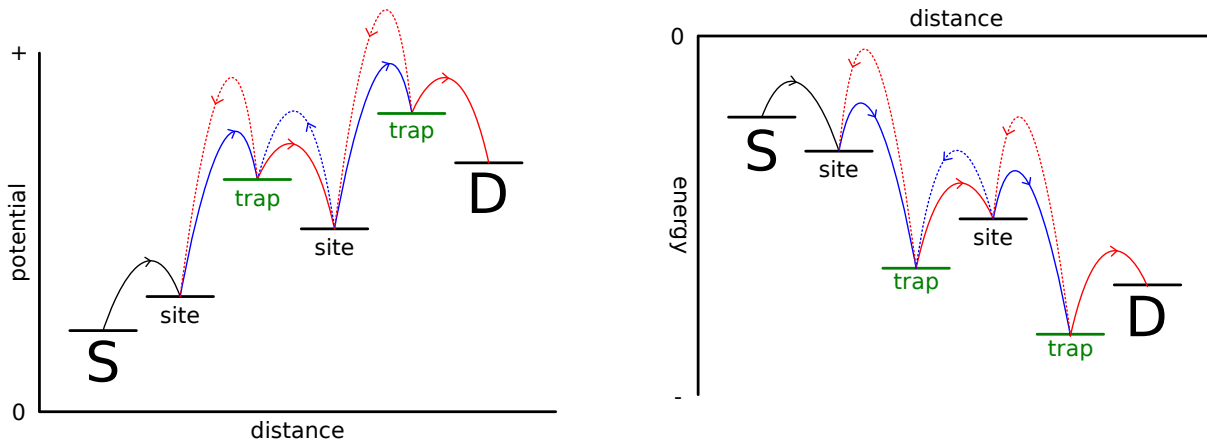 +
potential
0
distance
S
site
trap
site
trap
D
distance
0
energy
-
S
site
trap
site
trap
D